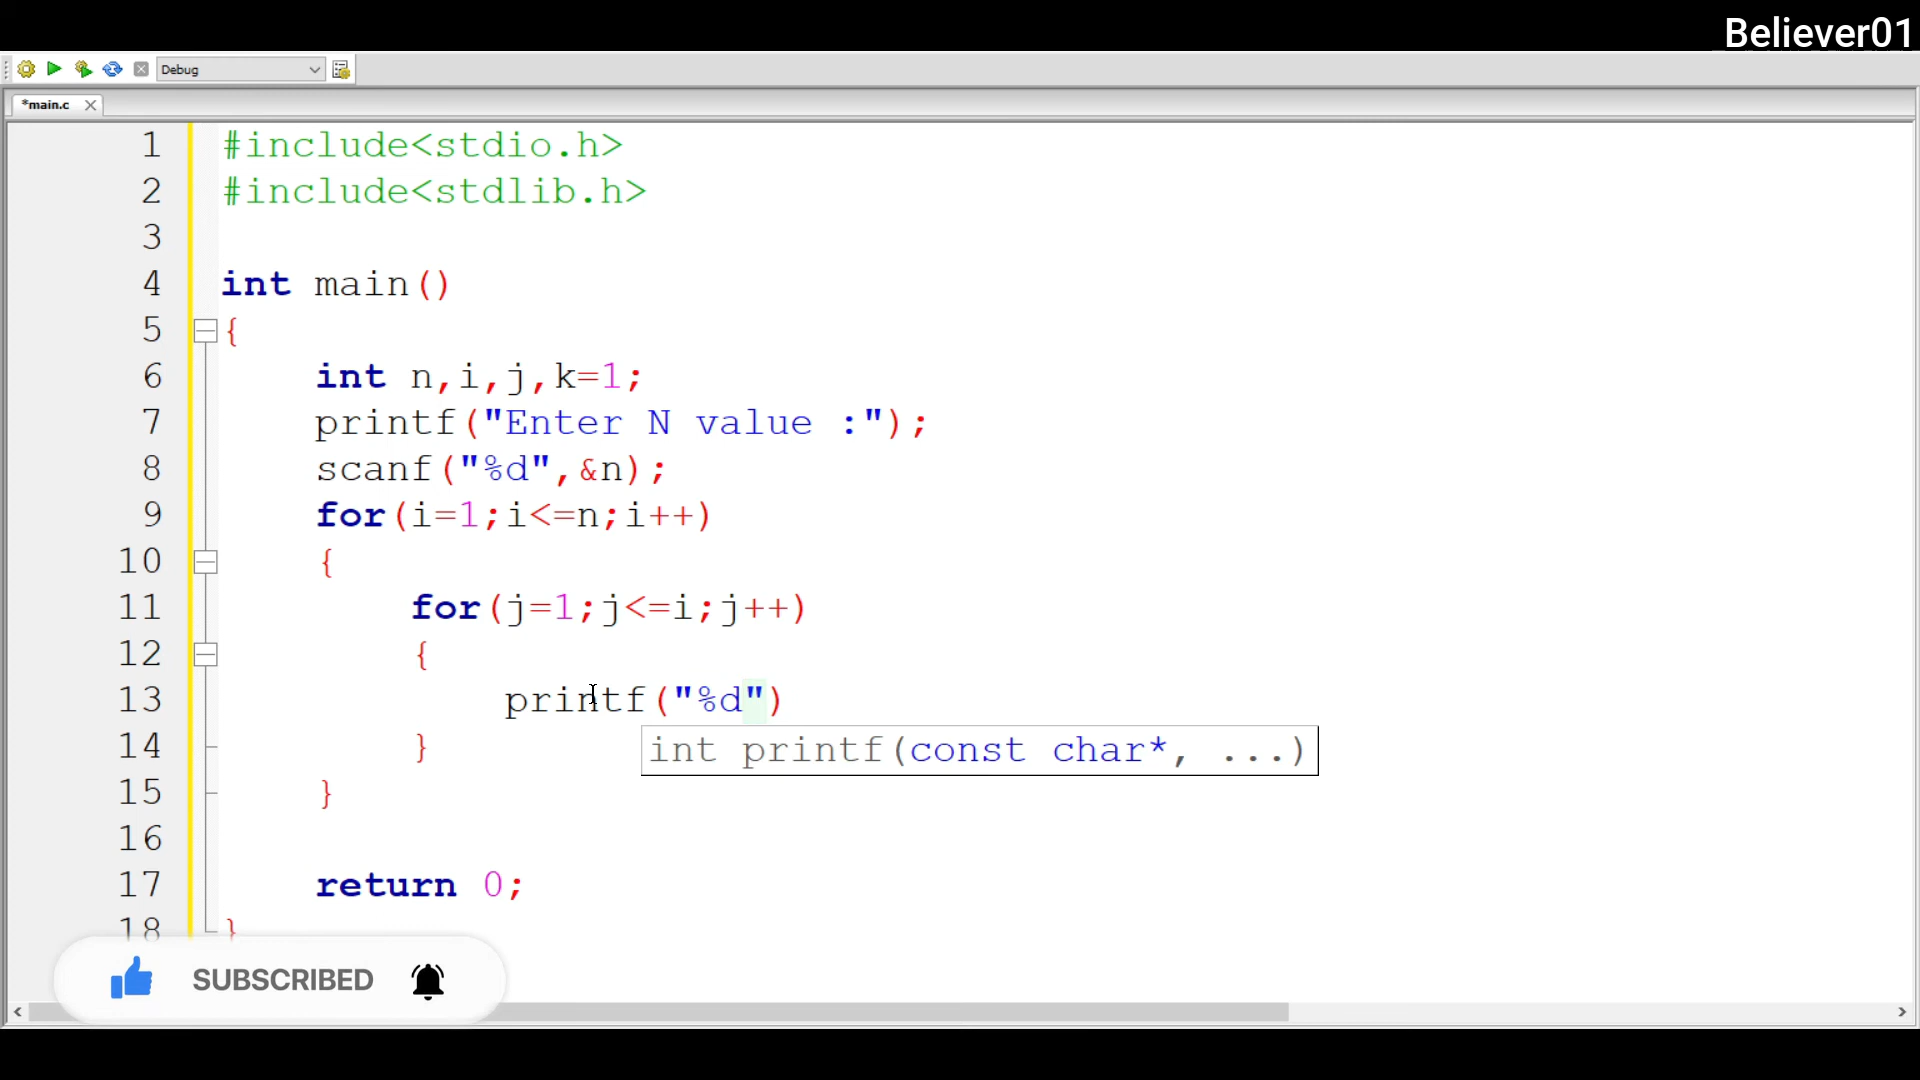 Believer01
Debug
*main.c
1 #include<stdio.h>
2 #include<stdlib.h>
3
4 int main()
5 {
6 int n,i,j,k=1;
7 printf("Enter N value :");
8 scanf("%d",&n);
9 for(i=1;i<=n;i++)
10 {
11 for(j=1;j<=i;j++)
12 {
13 printf("%d")
14 }
int printf(const char*, ...)
15 }
16
17 return 0;
18 }
SUBSCRIBED